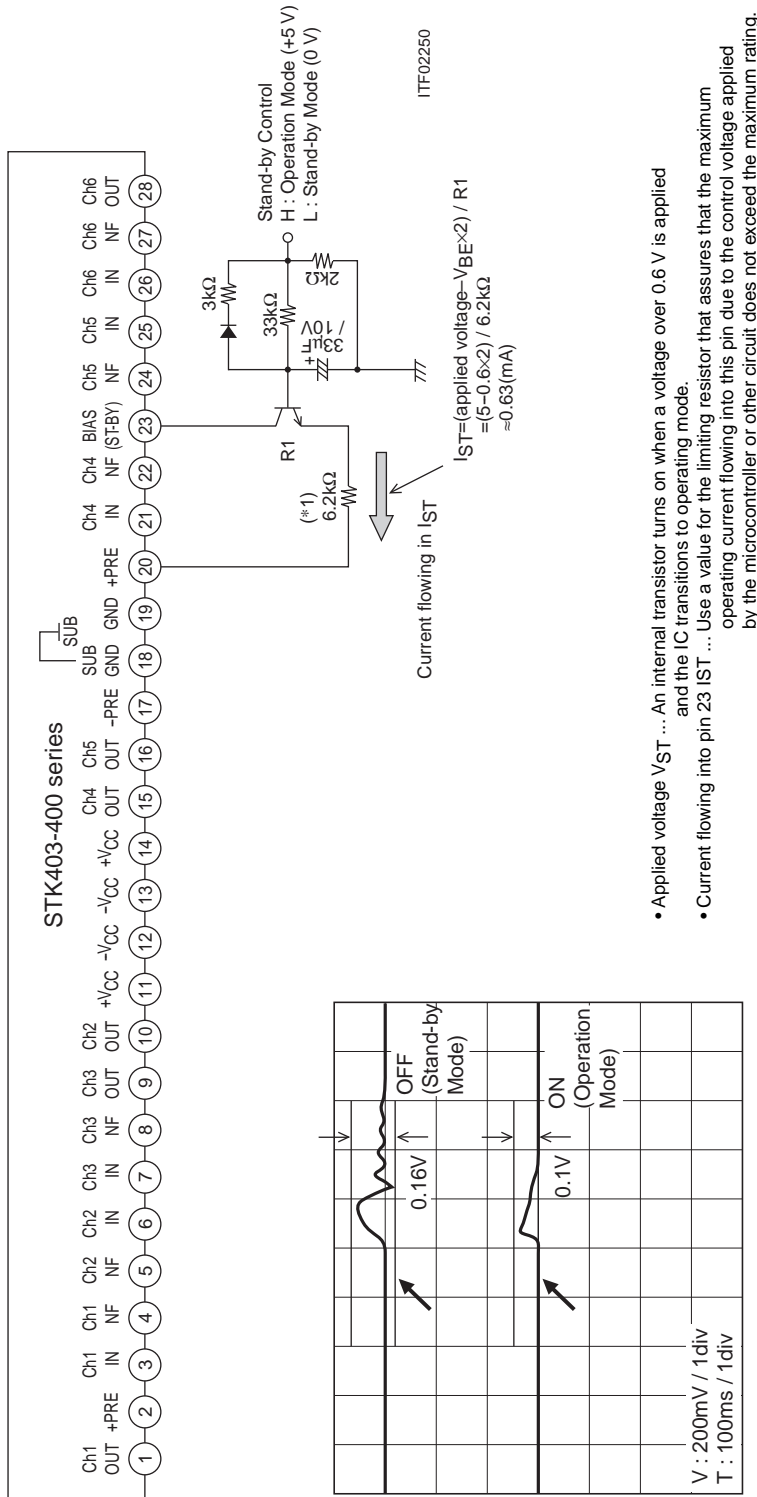 STK403-400 series
SUB
Ch1 OUT
+PRE
Ch1 IN
Ch1 NF
Ch2 NF
Ch2 IN
Ch3 IN
Ch3 NF
Ch3 OUT
Ch2 OUT
+VCC
-VCC
-VCC
+VCC
Ch4 OUT
Ch5 OUT
-PRE
SUB GND
GND
+PRE
Ch4 IN
Ch4 NF
BIAS (ST-BY)
Ch5 NF
Ch5 IN
Ch6 IN
Ch6 NF
Ch6 OUT
1 2 3 4 5 6 7 8 9 10 11 12 13 14 15 16 17 18 19 20 21 22 23 24 25 26 27 28
(*1)
6.2kΩ
R1
3kΩ
33kΩ
33μF
/ 10V
+
2kΩ
Stand-by Control
H : Operation Mode (+5 V)
L : Stand-by Mode (0 V)
Current flowing in IST
IST=(applied voltage−VBE×2) / R1
=(5−0.6×2) / 6.2kΩ
≈0.63(mA)
ITF02250
OFF
(Stand-by
Mode)
0.16V
ON
(Operation
Mode)
0.1V
V : 200mV / 1div
T : 100ms / 1div
• Applied voltage VST ... An internal transistor turns on when a voltage over 0.6 V is applied
and the IC transitions to operating mode.
• Current flowing into pin 23 IST ... Use a value for the limiting resistor that assures that the maximum
operating current flowing into this pin due to the control voltage applied
by the microcontroller or other circuit does not exceed the maximum rating.